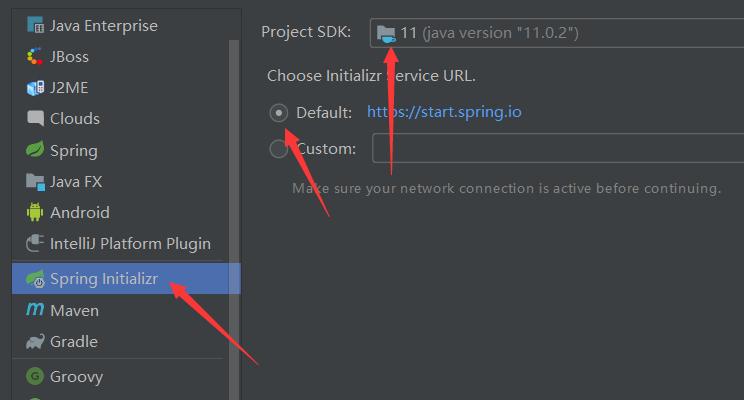 Java Enterprise
JBoss
J2ME
Clouds
Spring
Java FX
Android
IntelliJ Platform Plugin
Spring Initializr
m Maven
Gradle
G Groovy
Project SDK: 11 (java version "11.0.2")
Choose Initializr Service URL.
Default: https://start.spring.io
Custom:
Make sure your network connection is active before continuing.